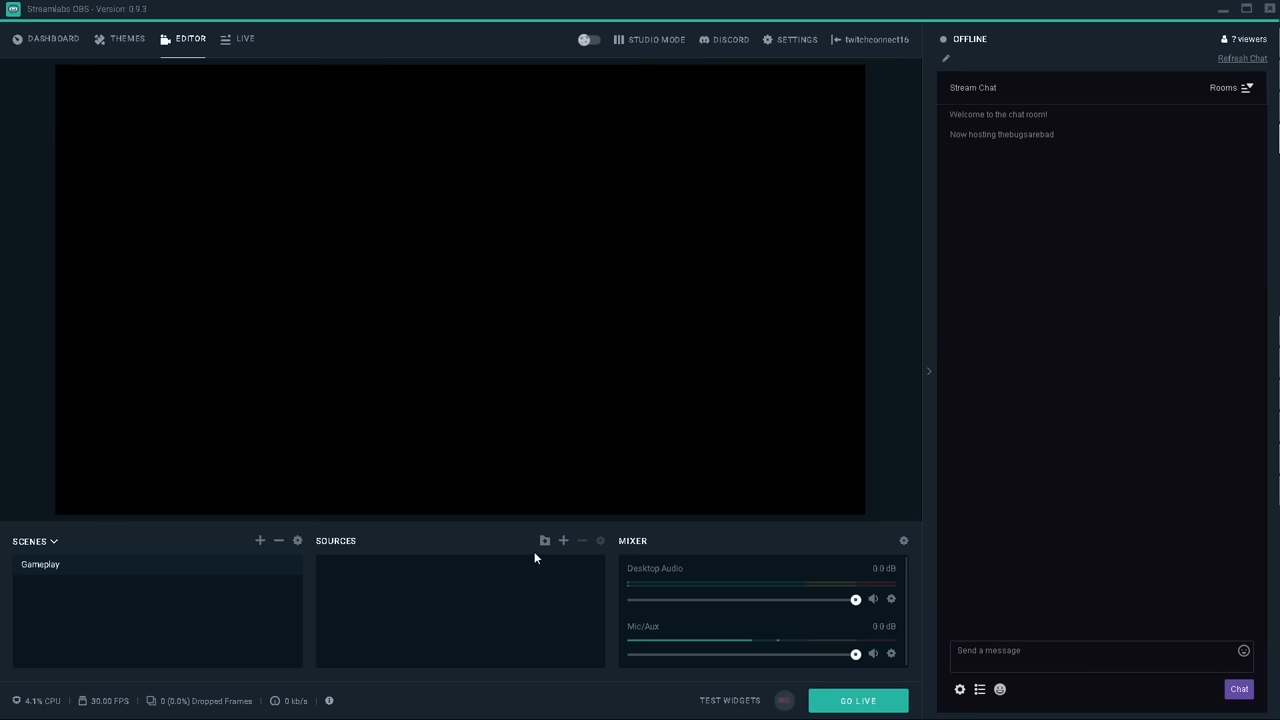 Streamlabs OBS - Version: 0.9.3
DASHBOARD THEMES EDITOR LIVE STUDIO MODE DISCORD SETTINGS twitchconnect16
OFFLINE ? viewers
Refresh Chat
Stream Chat Rooms
Welcome to the chat room!
Now hosting thebugsarebad
SCENES SOURCES MIXER
Gameplay
Desktop Audio 0.0 dB
Mic/Aux 0.0 dB
Send a message
Chat
4.1% CPU 30.00 FPS 0 (0.0%) Dropped Frames 0 kb/s TEST WIDGETS REC GO LIVE